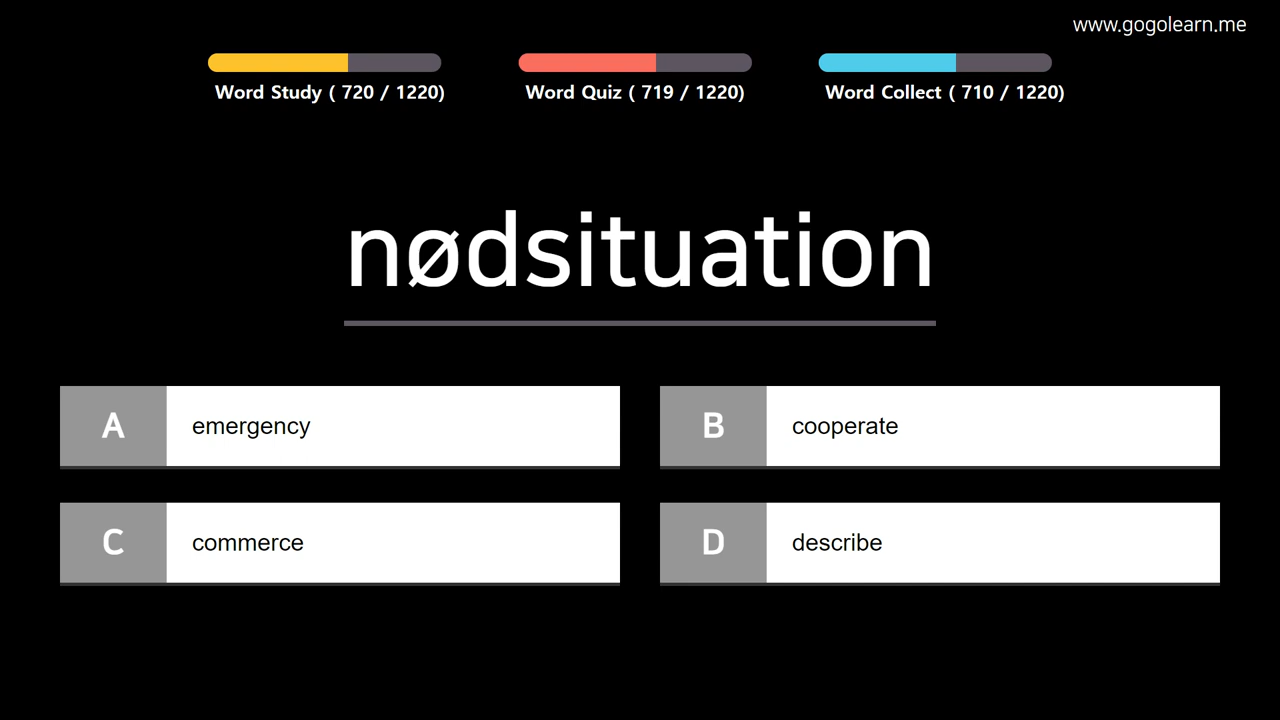 www.gogolearn.me
Word Study ( 720 / 1220)
Word Quiz ( 719 / 1220)
Word Collect ( 710 / 1220)
nødsituation
A emergency
B cooperate
C commerce
D describe